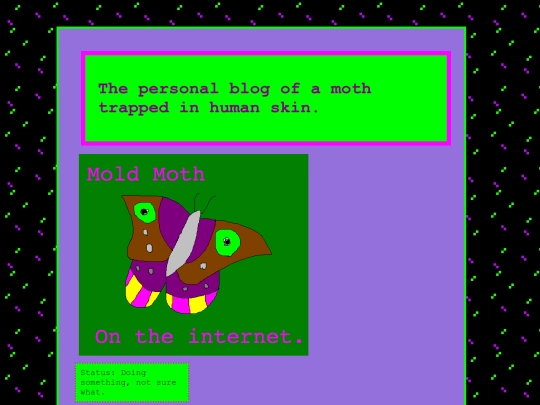 The personal blog of a moth
trapped in human skin.
Mold Moth
On the internet.
Status: Doing
something, not sure
what.